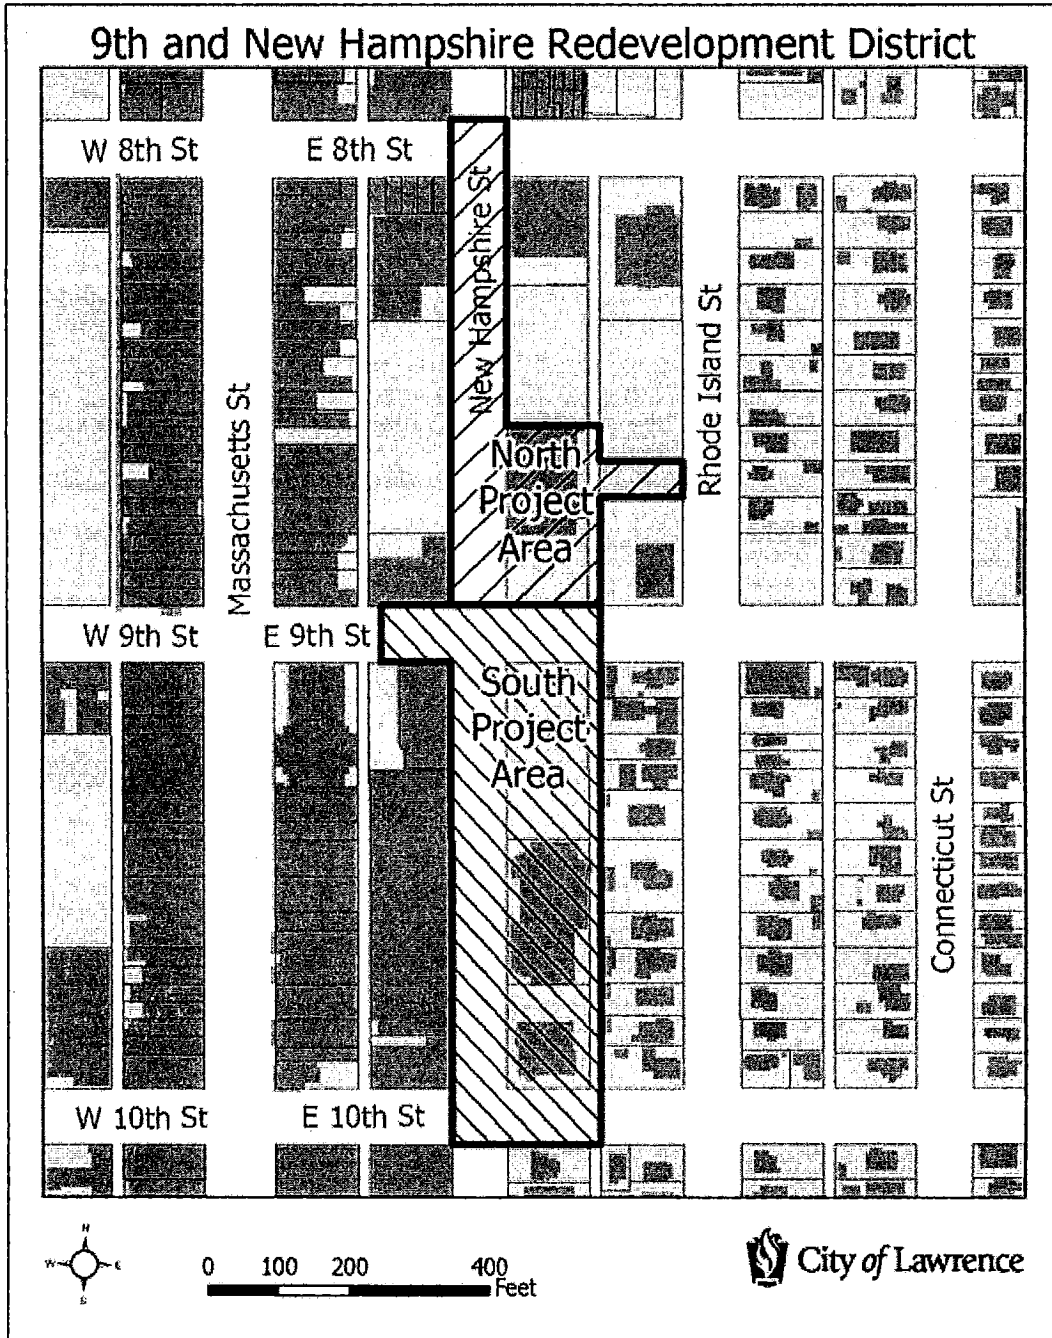 9th and New Hampshire Redevelopment District
W 8th St
E 8th St
New Hampshire St
Massachusetts St
Rhode Island St
North
Project
Area
W 9th St
E 9th St
South
Project
Area
Connecticut St
W 10th St
E 10th St
N
W
E
S
0 100 200 400
Feet
City of Lawrence